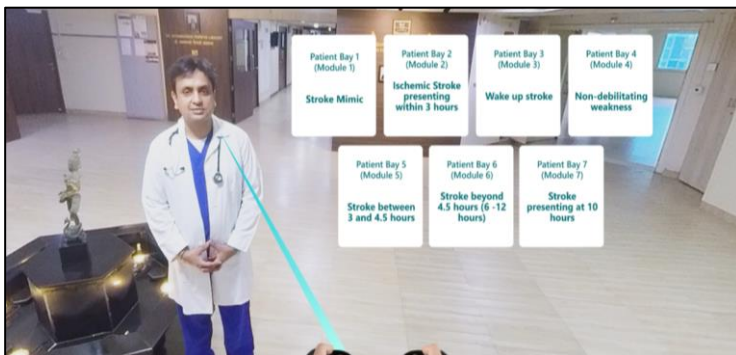 Patient Bay 1
(Module 1)
Stroke Mimic
Patient Bay 2
(Module 2)
Ischemic Stroke
presenting
within 3 hours
Patient Bay 3
(Module 3)
Wake up stroke
Patient Bay 4
(Module 4)
Non-debilitating
weakness
Patient Bay 5
(Module 5)
Stroke between
3 and 4.5 hours
Patient Bay 6
(Module 6)
Stroke beyond
4.5 hours (6 -12
hours)
Patient Bay 7
(Module 7)
Stroke
presenting at 10
hours